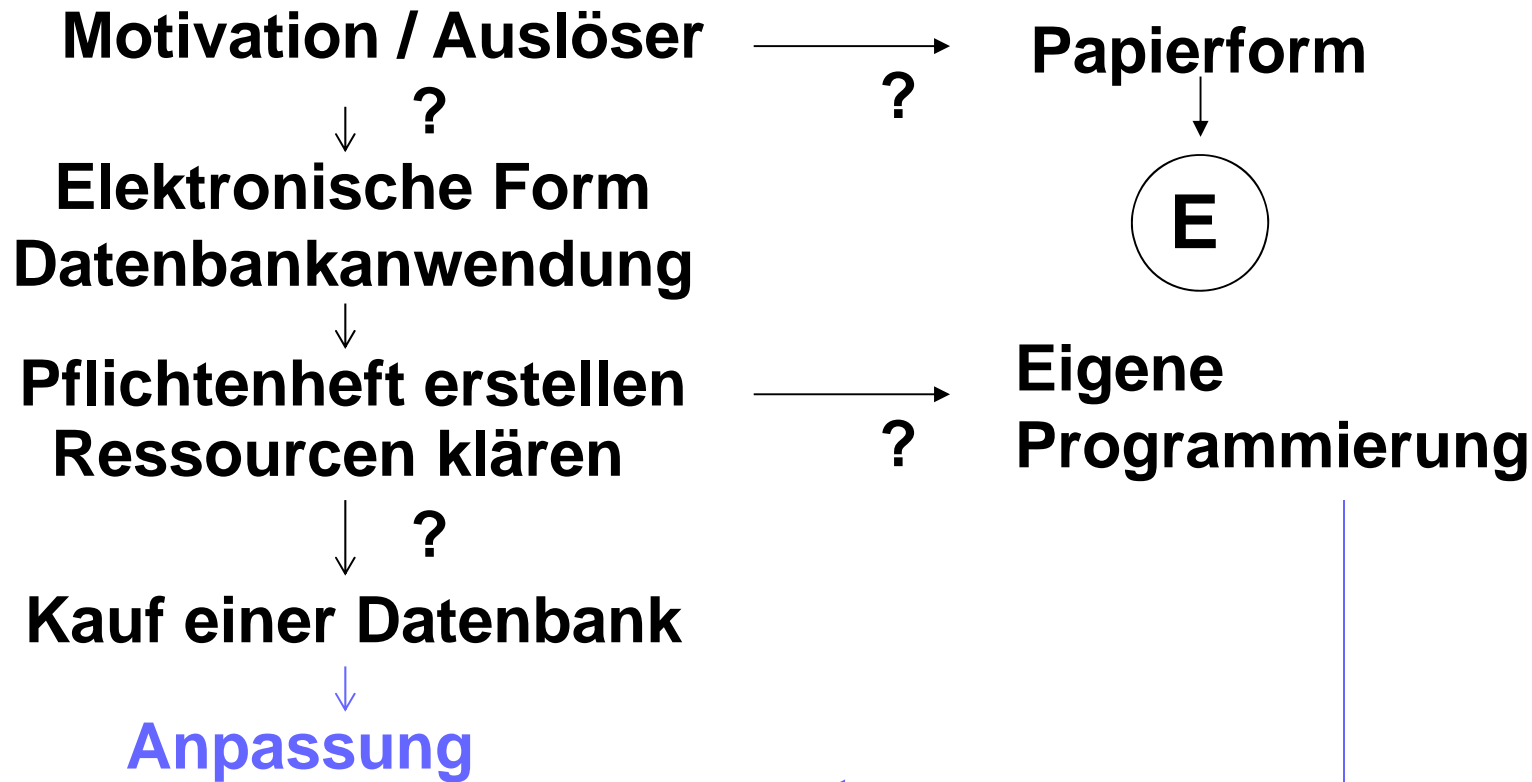 Motivation / Auslöser
?
Papierform
?
Elektronische Form
Datenbankanwendung
E
Pflichtenheft erstellen
Ressourcen klären
?
Eigene
Programmierung
?
Kauf einer Datenbank
Anpassung